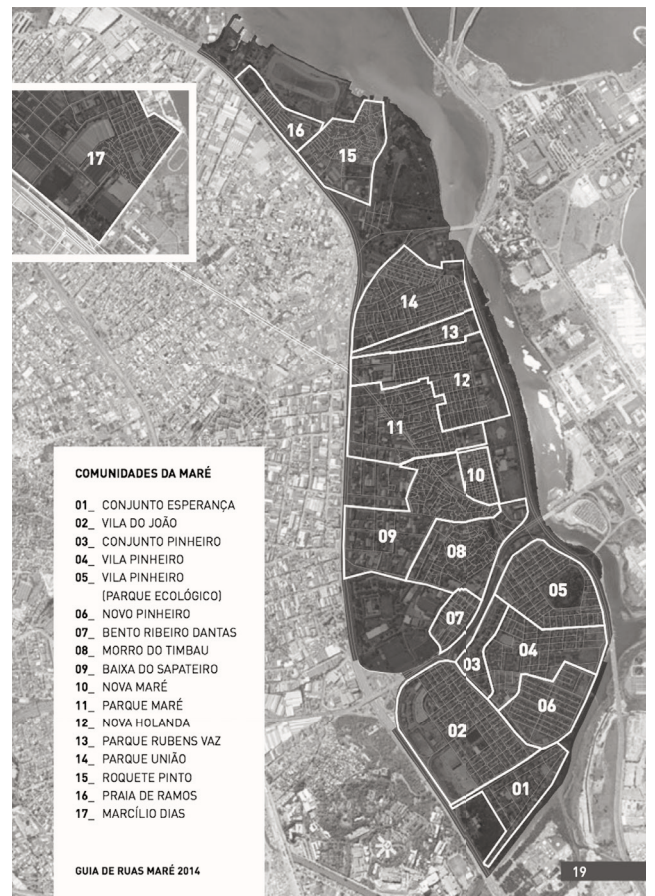 17
16
15
14
13
12
11
10
09
08
05
07
04
03
06
02
01
COMUNIDADES DA MARÉ
01_ CONJUNTO ESPERANÇA
02_ VILA DO JOÃO
03_ CONJUNTO PINHEIRO
04_ VILA PINHEIRO
05_ VILA PINHEIRO
(PARQUE ECOLÓGICO)
06_ NOVO PINHEIRO
07_ BENTO RIBEIRO DANTAS
08_ MORRO DO TIMBAU
09_ BAIXA DO SAPATEIRO
10_ NOVA MARÉ
11_ PARQUE MARÉ
12_ NOVA HOLANDA
13_ PARQUE RUBENS VAZ
14_ PARQUE UNIÃO
15_ ROQUETE PINTO
16_ PRAIA DE RAMOS
17_ MARCÍLIO DIAS
GUIA DE RUAS MARÉ 2014
19